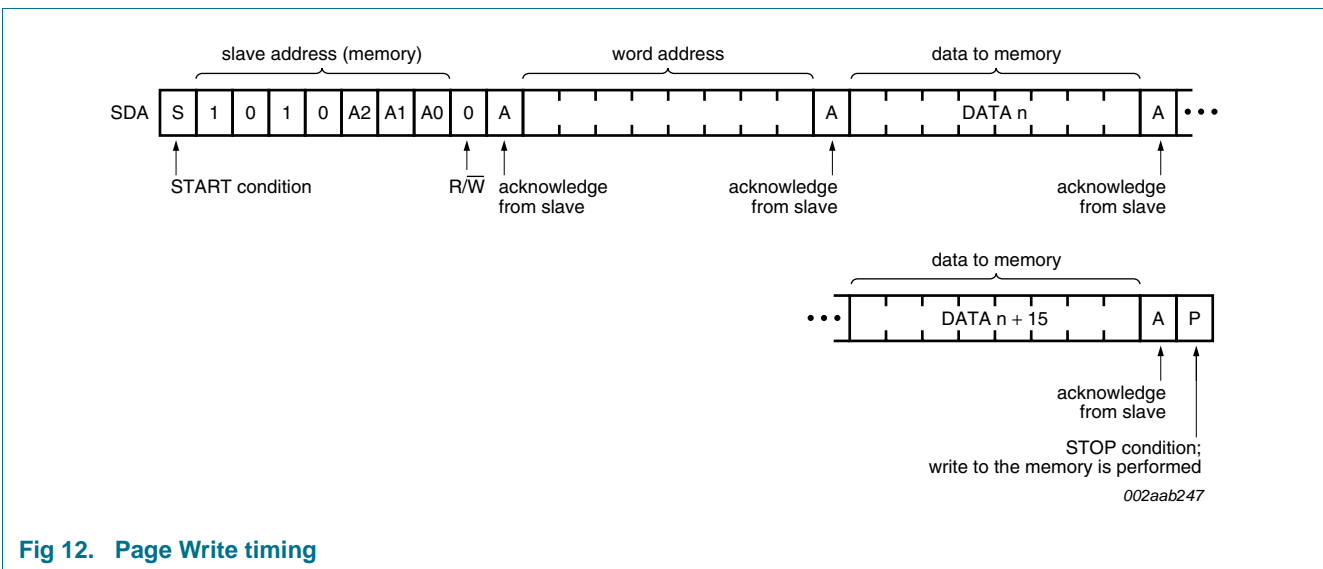 slave address (memory) word address data to memory
SDA S 1 0 1 0 A2 A1 A0 0 A A DATA n A •••
START condition R/W̅ acknowledge from slave acknowledge from slave acknowledge from slave
data to memory
••• DATA n + 15 A P
acknowledge
from slave
STOP condition;
write to the memory is performed
002aab247
Fig 12. Page Write timing